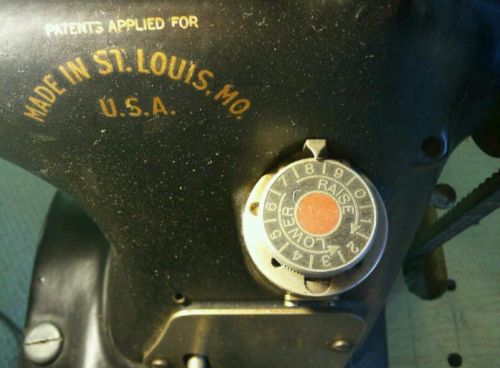 PATENTS APPLIED FOR
MADE IN ST. LOUIS, MO.
U.S.A.
RAISE
LOWER
1 2 3 4 5 6 7 8 9 0